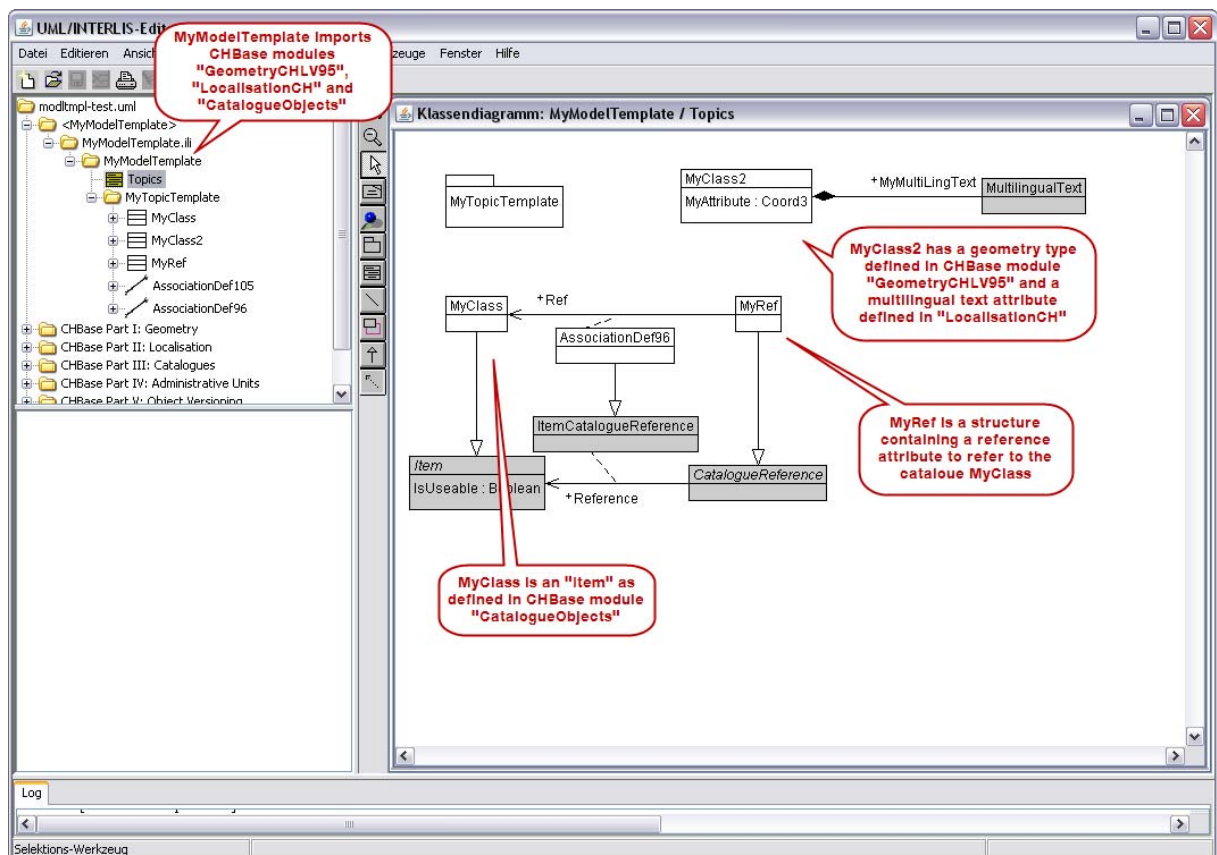 UML/INTERLIS-Edit
Datei Editieren Ansic
zeuge Fenster Hilfe
MyModelTemplate imports
CHBase modules
"GeometryCHLV95",
"LocalisationCH" and
"CatalogueObjects"
modltmpl-test.uml
<MyModelTemplate>
MyModelTemplate.ili
MyModelTemplate
Topics
MyTopicTemplate
MyClass
MyClass2
MyRef
AssociationDef105
AssociationDef96
CHBase Part I: Geometry
CHBase Part II: Localisation
CHBase Part III: Catalogues
CHBase Part IV: Administrative Units
CHBase Part V: Object Versioning
Klassendiagramm: MyModelTemplate / Topics
MyTopicTemplate
MyClass2
MyAttribute : Coord3
+MyMultiLingText
MultilingualText
MyClass2 has a geometry type
defined in CHBase module
"GeometryCHLV95" and a
multilingual text attribute
defined in "LocalisationCH"
MyClass
+Ref
MyRef
AssociationDef96
ItemCatalogueReference
Item
IsUseable : Boolean
+Reference
CatalogueReference
MyRef is a structure
containing a reference
attribute to refer to the
cataloue MyClass
MyClass is an "Item" as
defined in CHBase module
"CatalogueObjects"
Log
Selektions-Werkzeug